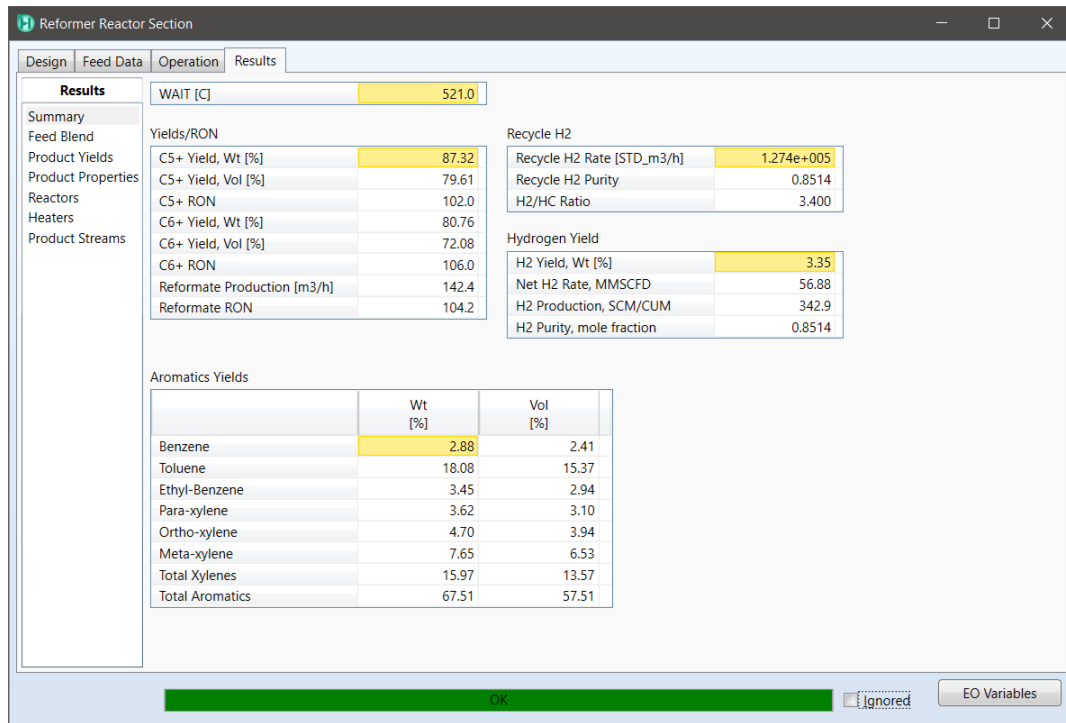 Reformer Reactor Section
Design Feed Data Operation Results
Results
Summary
Feed Blend
Product Yields
Product Properties
Reactors
Heaters
Product Streams
WAIT [C] 521.0
Yields/RON
C5+ Yield, Wt [%] 87.32
C5+ Yield, Vol [%] 79.61
C5+ RON 102.0
C6+ Yield, Wt [%] 80.76
C6+ Yield, Vol [%] 72.08
C6+ RON 106.0
Reformate Production [m3/h] 142.4
Reformate RON 104.2
Recycle H2
Recycle H2 Rate [STD_m3/h] 1.274e+005
Recycle H2 Purity 0.8514
H2/HC Ratio 3.400
Hydrogen Yield
H2 Yield, Wt [%] 3.35
Net H2 Rate, MMSCFD 56.88
H2 Production, SCM/CUM 342.9
H2 Purity, mole fraction 0.8514
Aromatics Yields
Wt [%] Vol [%]
Benzene 2.88 2.41
Toluene 18.08 15.37
Ethyl-Benzene 3.45 2.94
Para-xylene 3.62 3.10
Ortho-xylene 4.70 3.94
Meta-xylene 7.65 6.53
Total Xylenes 15.97 13.57
Total Aromatics 67.51 57.51
OK
Ignored
EO Variables